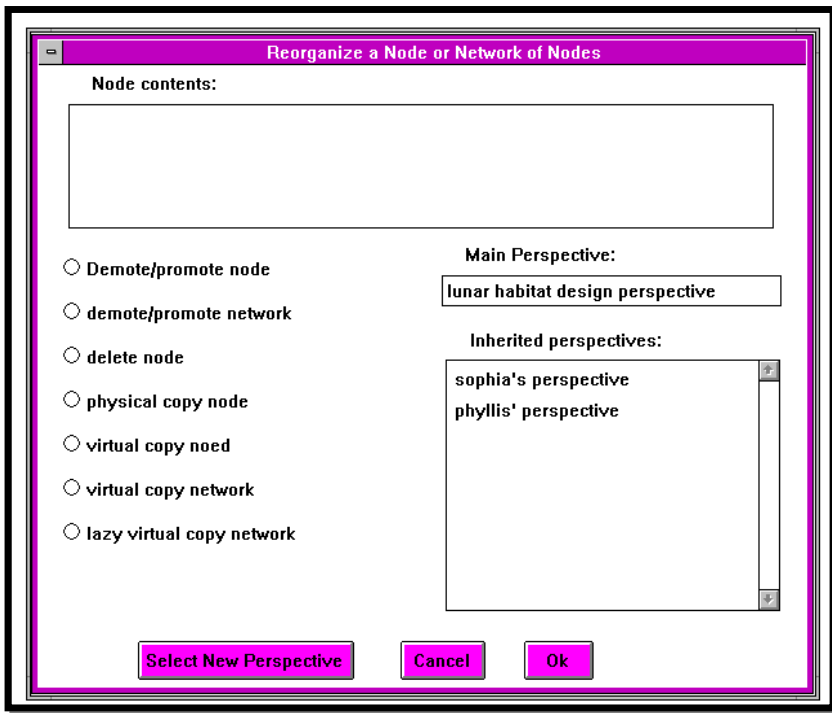 Reorganize a Node or Network of Nodes
Node contents:
Demote/promote node
demote/promote network
delete node
physical copy node
virtual copy noed
virtual copy network
lazy virtual copy network
Main Perspective:
lunar habitat design perspective
Inherited perspectives:
sophia's perspective
phyllis' perspective
Select New Perspective
Cancel
Ok